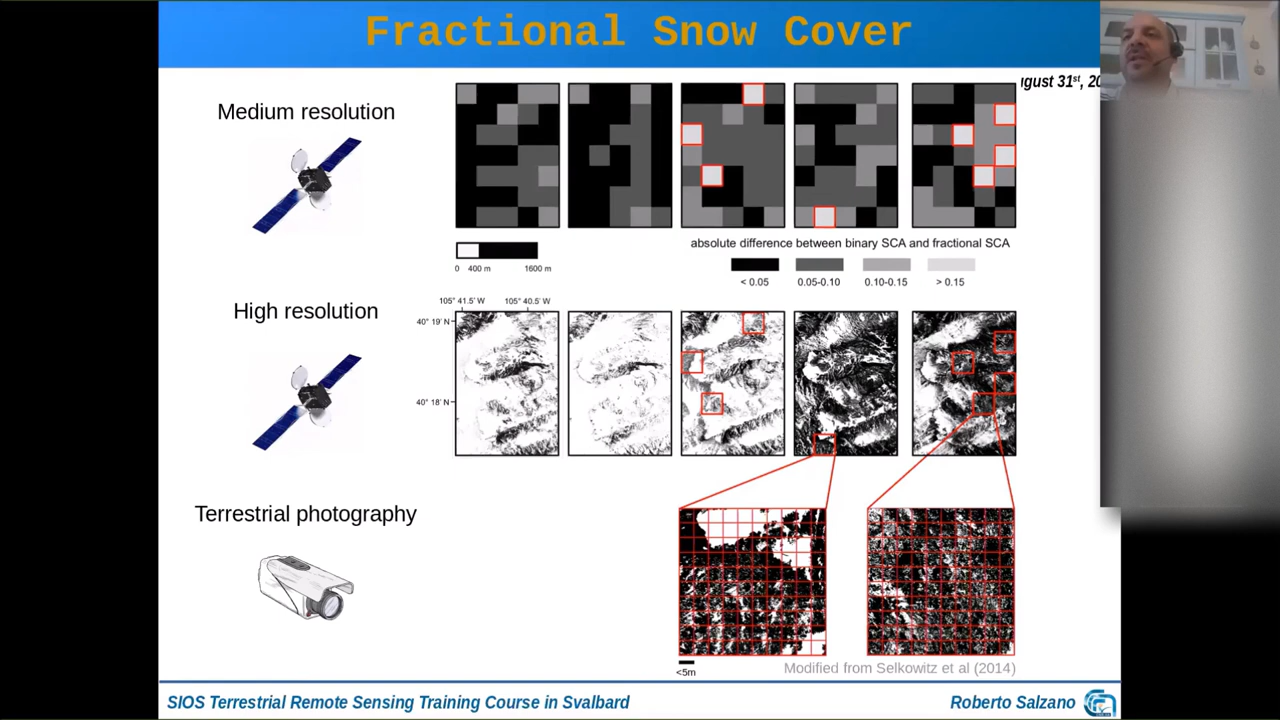 Fractional Snow Cover
gust 31st, 20
Medium resolution
0 400 m 1600 m
absolute difference between binary SCA and fractional SCA
< 0.05 0.05-0.10 0.10-0.15 > 0.15
High resolution
105° 41.5' W 105° 40.5' W
40° 19' N
40° 18' N
Terrestrial photography
<5m
Modified from Selkowitz et al (2014)
SIOS Terrestrial Remote Sensing Training Course in Svalbard
Roberto Salzano